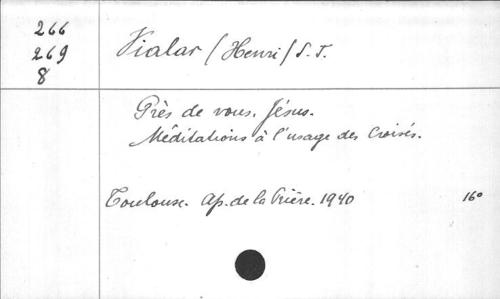 266
269
8
Vialar (Henri) S. J.
Près de vous, Jésus.
Méditations à l'usage des Croisés.
Toulouse. Ap. de la Prière. 1940
16°